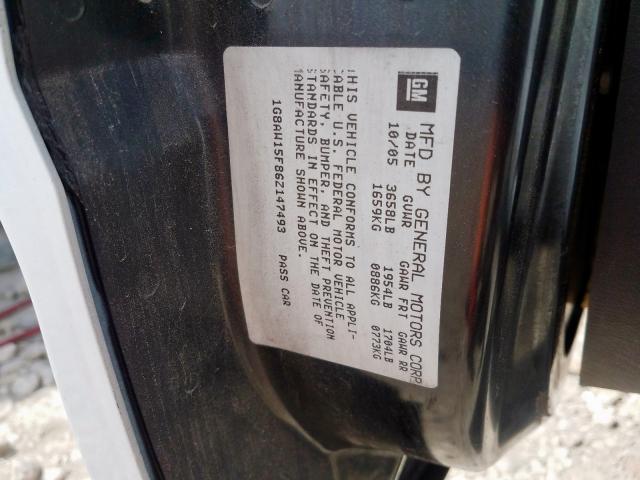 GM
MFD BY GENERAL MOTORS CORP
DATE GVWR GAWR FRT GAWR RR
10/05 3658LB 1954LB 1704LB
1659KG 0886KG 0773KG
THIS VEHICLE CONFORMS TO ALL APPLI-
CABLE U.S. FEDERAL MOTOR VEHICLE
SAFETY, BUMPER, AND THEFT PREVENTION
STANDARDS IN EFFECT ON THE DATE OF
MANUFACTURE SHOWN ABOVE.
1G8AW15F86Z147493 PASS CAR